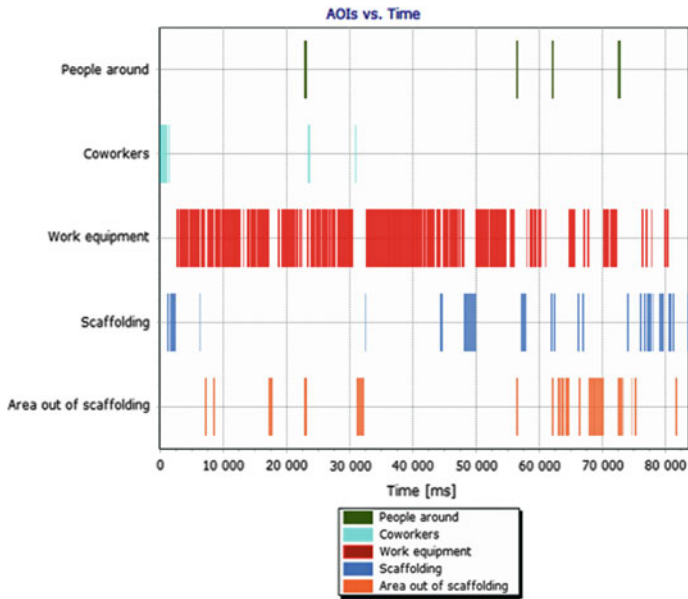 AOIs vs. Time
People around
Coworkers
Work equipment
Scaffolding
Area out of scaffolding
0 10 000 20 000 30 000 40 000 50 000 60 000 70 000 80 000
Time [ms]
People around
Coworkers
Work equipment
Scaffolding
Area out of scaffolding